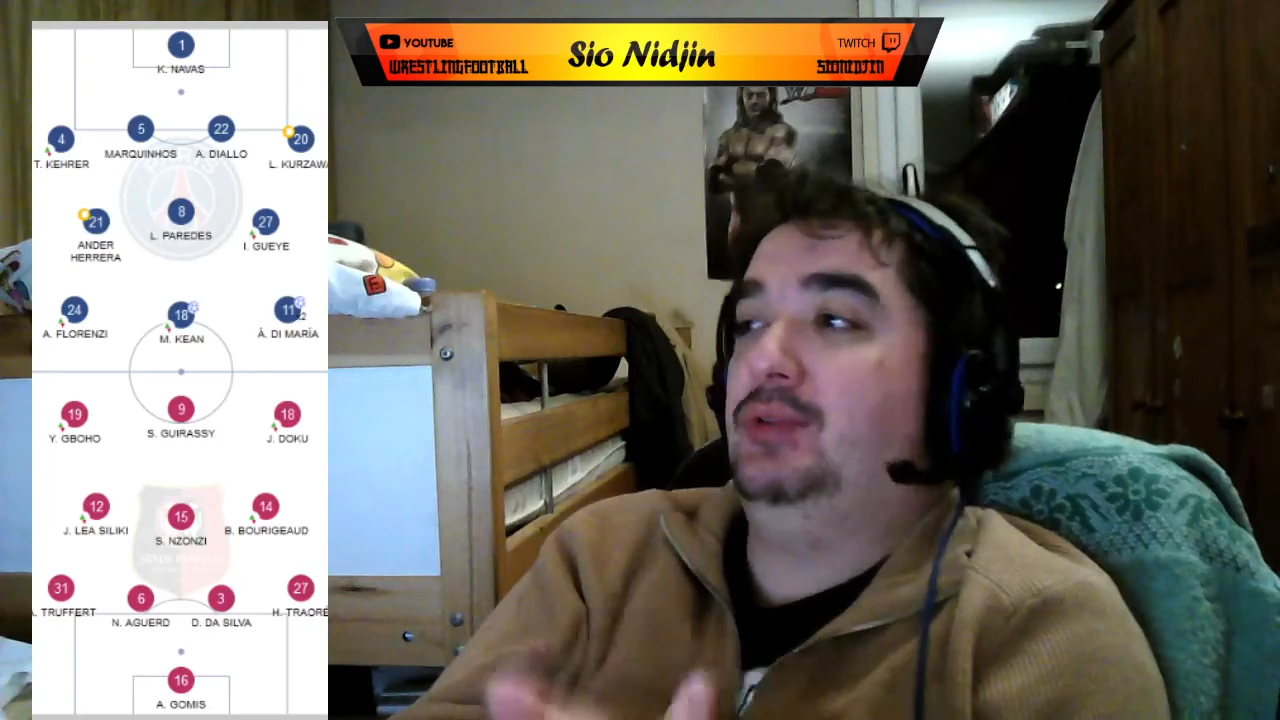 YOUTUBE
WRESTLINGFOOTBALL
Sio Nidjin
TWITCH
SIONIDJIN
1
K. NAVAS
4
T. KEHRER
5
MARQUINHOS
22
A. DIALLO
20
L. KURZAW
21
ANDER
HERRERA
8
L. PAREDES
27
I. GUEYE
24
A. FLORENZI
18
M. KEAN
11
Á. DI MARÍA
19
Y. GBOHO
9
S. GUIRASSY
18
J. DOKU
12
J. LEA SILIKI
15
S. NZONZI
14
B. BOURIGEAUD
31
. TRUFFERT
6
N. AGUERD
3
D. DA SILVA
27
H. TRAORÉ
16
A. GOMIS